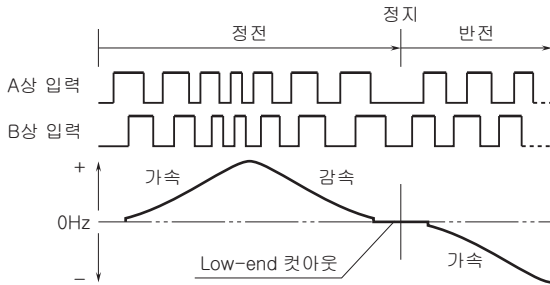 정지
정전 반전
A상 입력
B상 입력
+
가속 감속
0Hz
Low-end 컷아웃 가속
−